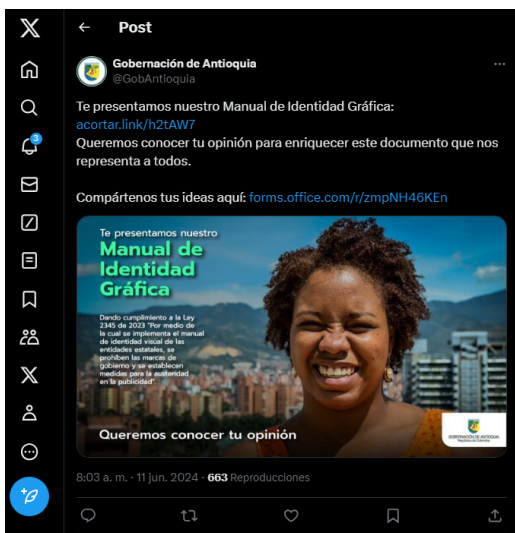 Post
Gobernación de Antioquia
@GobAntioquia
Te presentamos nuestro Manual de Identidad Gráfica:
acortar.link/h2tAW7
Queremos conocer tu opinión para enriquecer este documento que nos
representa a todos.
Compártenos tus ideas aquí: forms.office.com/r/zmpNH46KEn
Te presentamos nuestro
Manual de
Identidad
Gráfica
Dando cumplimiento a la Ley
2345 de 2023 "Por medio de
la cual se implementa el manual
de identidad visual de las
entidades estatales, se
prohíben las marcas de
gobierno y se establecen
medidas para la austeridad
en la publicidad".
Queremos conocer tu opinión
GOBERNACIÓN DE ANTIOQUIA
República de Colombia
8:03 a. m. · 11 jun. 2024 · 663 Reproducciones
3